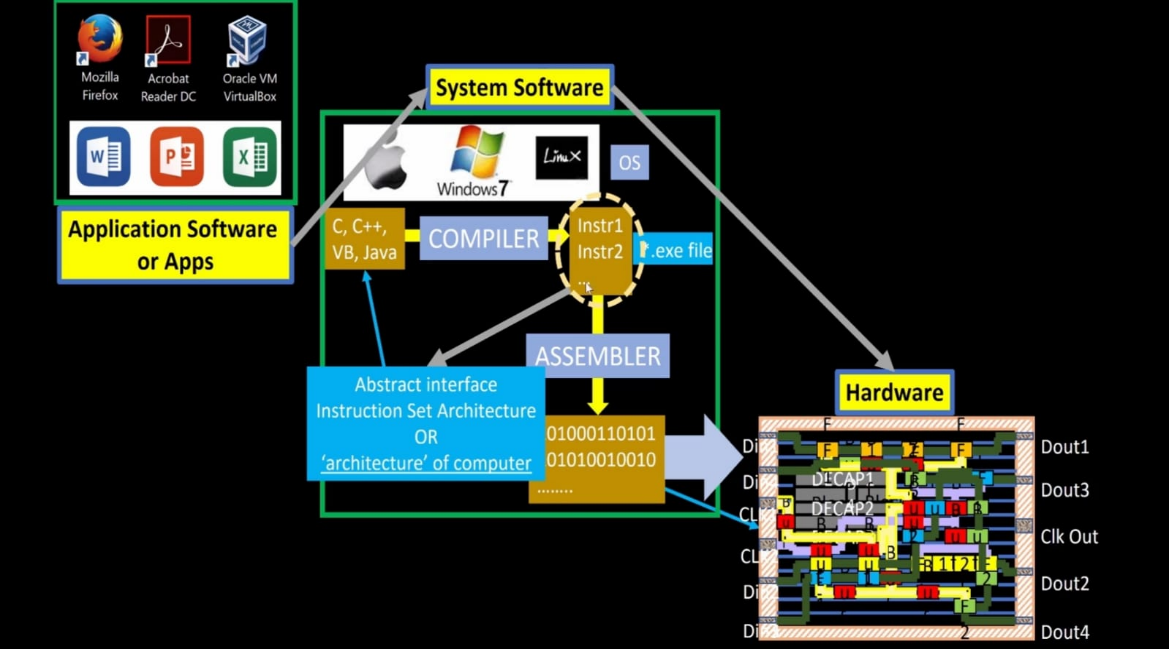 Mozilla
Firefox
Acrobat
Reader DC
Oracle VM
VirtualBox
W
P
X
Application Software
or Apps
System Software
Windows 7
Linux
OS
C, C++,
VB, Java
COMPILER
Instr1
Instr2
...
*.exe file
ASSEMBLER
Abstract interface
Instruction Set Architecture
OR
'architecture' of computer
01000110101
01010010010
........
Hardware
DECAP1
DECAP2
Dout1
Dout3
Clk Out
Dout2
Dout4